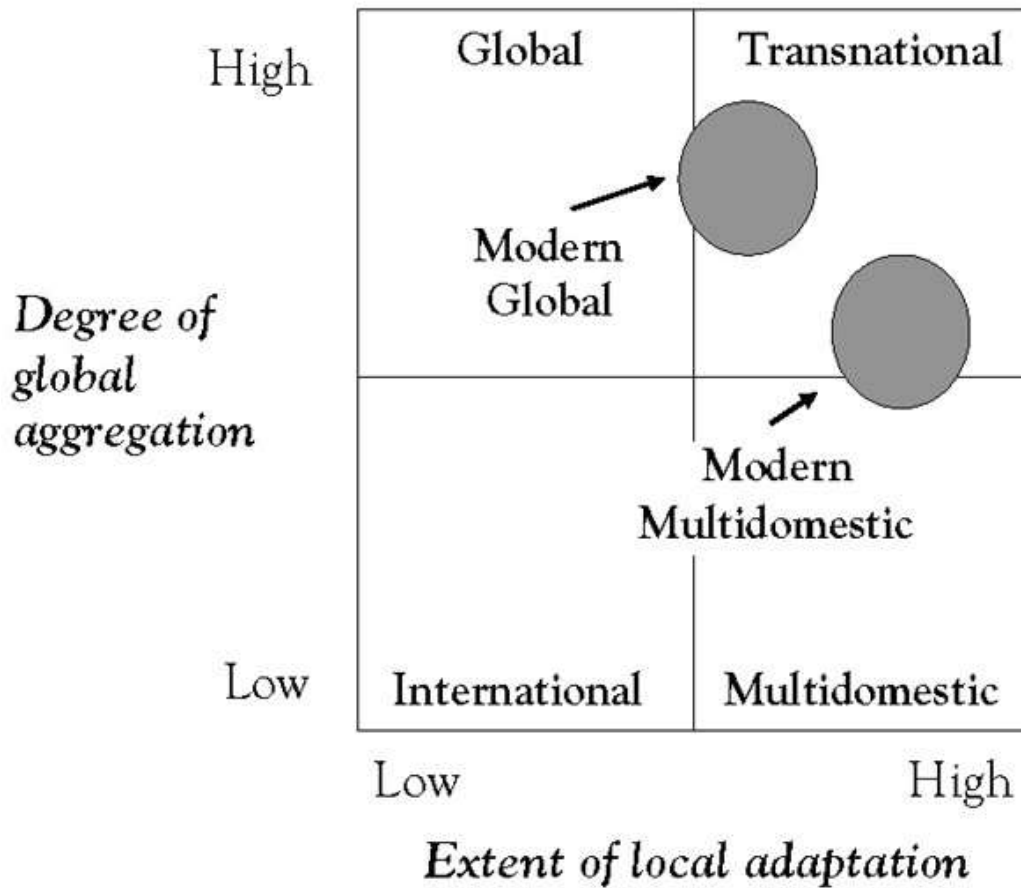 Global
Transnational
High
Modern
Global
Degree of
global
aggregation
Modern
Multidomestic
Low
International
Multidomestic
Low
High
Extent of local adaptation